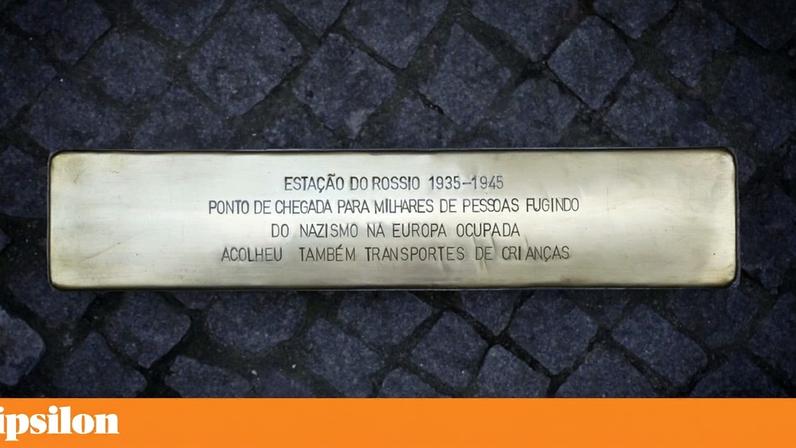 ESTAÇÃO DO ROSSIO 1935-1945
PONTO DE CHEGADA PARA MILHARES DE PESSOAS FUGINDO
DO NAZISMO NA EUROPA OCUPADA
ACOLHEU TAMBÉM TRANSPORTES DE CRIANÇAS
ipsilon